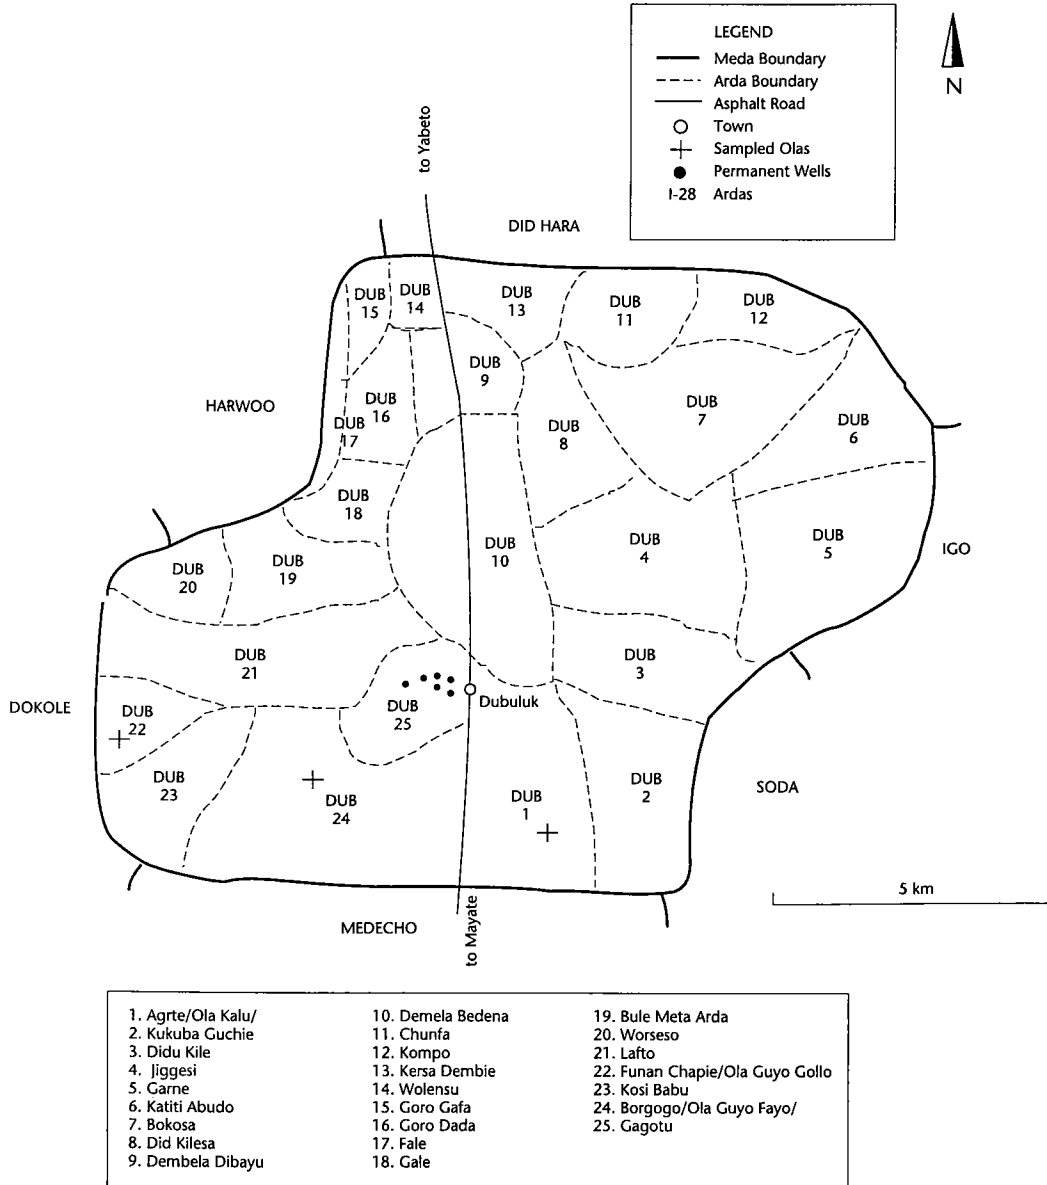 LEGEND
Meda Boundary
Arda Boundary
Asphalt Road
Town
Sampled Olas
Permanent Wells
I-28 Ardas
N
to Yabeto
DID HARA
DUB
15
DUB
14
DUB
13
DUB
11
DUB
12
DUB
9
HARWOO
DUB
16
DUB
17
DUB
8
DUB
7
DUB
6
DUB
18
DUB
10
DUB
4
DUB
5
IGO
DUB
20
DUB
19
DUB
21
DUB
3
DOKOLE
DUB
22
DUB
25
Dubuluk
DUB
23
DUB
24
DUB
1
DUB
2
SODA
5 km
MEDECHO
to Mayate
1. Agrte/Ola Kalu/
2. Kukuba Guchie
3. Didu Kile
4. Jiggesi
5. Garne
6. Katiti Abudo
7. Bokosa
8. Did Kilesa
9. Dembela Dibayu
10. Demela Bedena
11. Chunfa
12. Kompo
13. Kersa Dembie
14. Wolensu
15. Goro Gafa
16. Goro Dada
17. Fale
18. Gale
19. Bule Meta Arda
20. Worseso
21. Lafto
22. Funan Chapie/Ola Guyo Gollo
23. Kosi Babu
24. Borgogo/Ola Guyo Fayo/
25. Gagotu